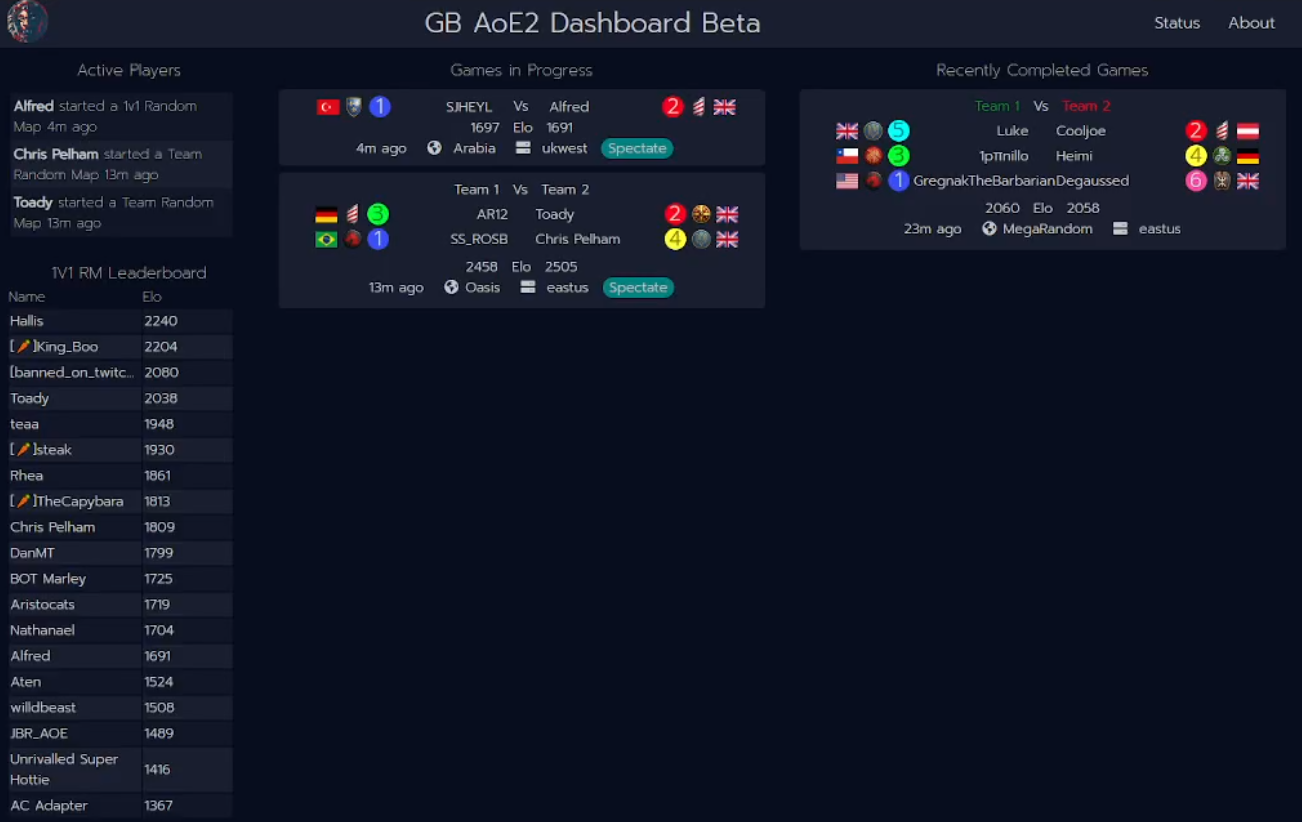 GB AoE2 Dashboard Beta
Status About
Active Players
Alfred started a 1v1 Random
Map 4m ago
Chris Pelham started a Team
Random Map 13m ago
Toady started a Team Random
Map 13m ago
1V1 RM Leaderboard
Name Elo
Hallis 2240
[🥕]King_Boo 2204
[banned_on_twitc... 2080
Toady 2038
teaa 1948
[🥕]steak 1930
Rhea 1861
[🥕]TheCapybara 1813
Chris Pelham 1809
DanMT 1799
BOT Marley 1725
Aristocats 1719
Nathanael 1704
Alfred 1691
Aten 1524
willdbeast 1508
JBR_AOE 1489
Unrivalled Super
Hottie 1416
AC Adapter 1367
Games in Progress
1 SJHEYL Vs Alfred 2
1697 Elo 1691
4m ago Arabia ukwest Spectate
Team 1 Vs Team 2
3 AR12 Toady 2
1 SS_ROSB Chris Pelham 4
2458 Elo 2505
13m ago Oasis eastus Spectate
Recently Completed Games
Team 1 Vs Team 2
5 Luke Cooljoe 2
3 1pππnillo Heimi 4
1 GregnakTheBarbarianDegaussed 6
2060 Elo 2058
23m ago MegaRandom eastus